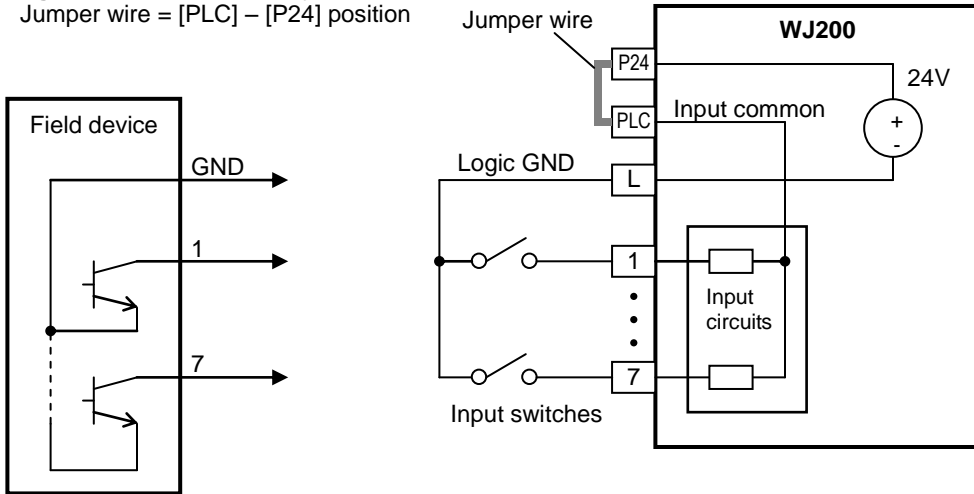 Jumper wire = [PLC] – [P24] position
Field device
GND
1
7
Jumper wire
WJ200
P24
24V
PLC
Input common
+
-
Logic GND
L
1
Input
circuits
7
Input switches